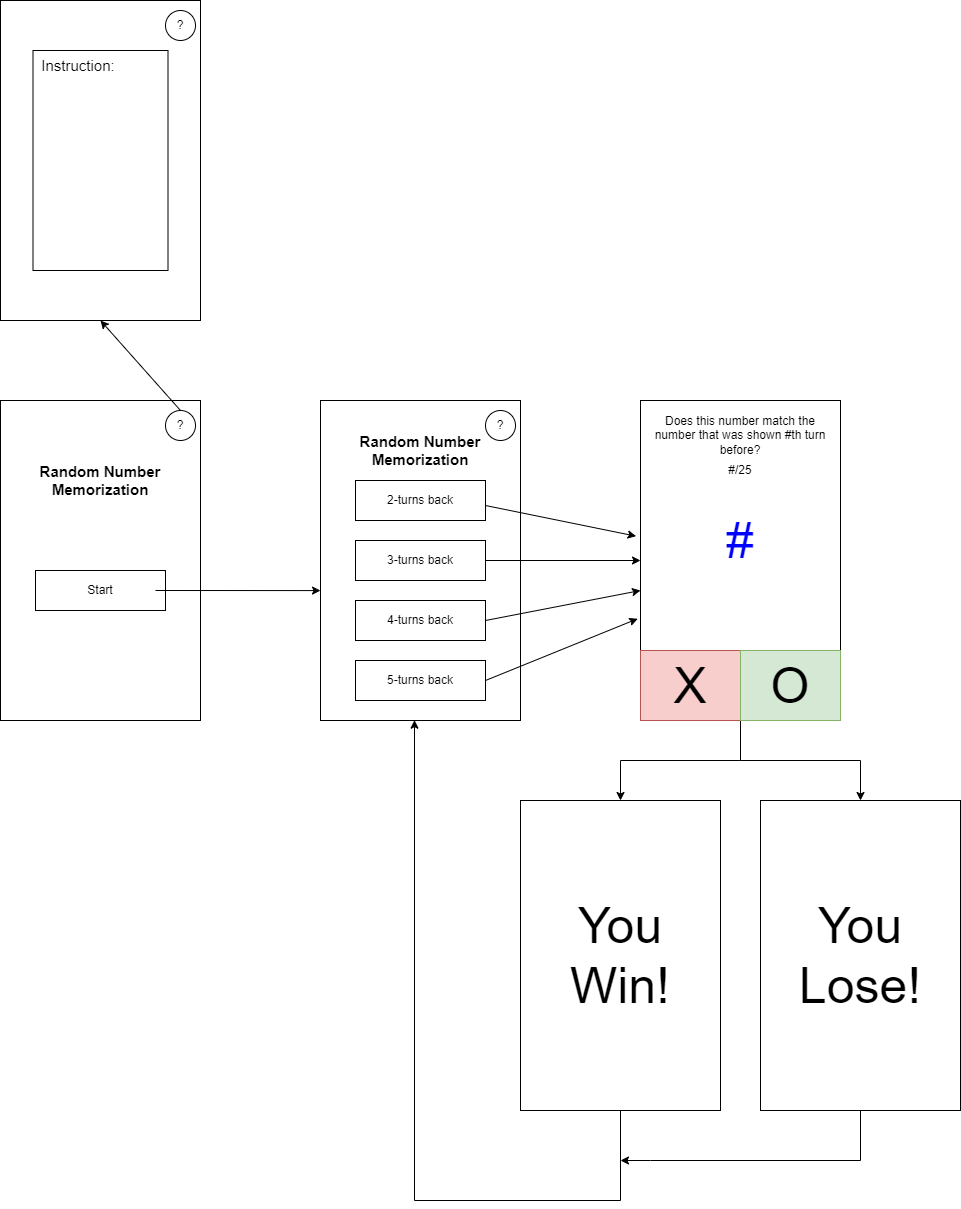 ?
Instruction:
?
Random Number
Memorization
Start
?
Random Number
Memorization
2-turns back
3-turns back
4-turns back
5-turns back
Does this number match the
number that was shown #th turn
before?
#/25
#
X
O
You
Win!
You
Lose!